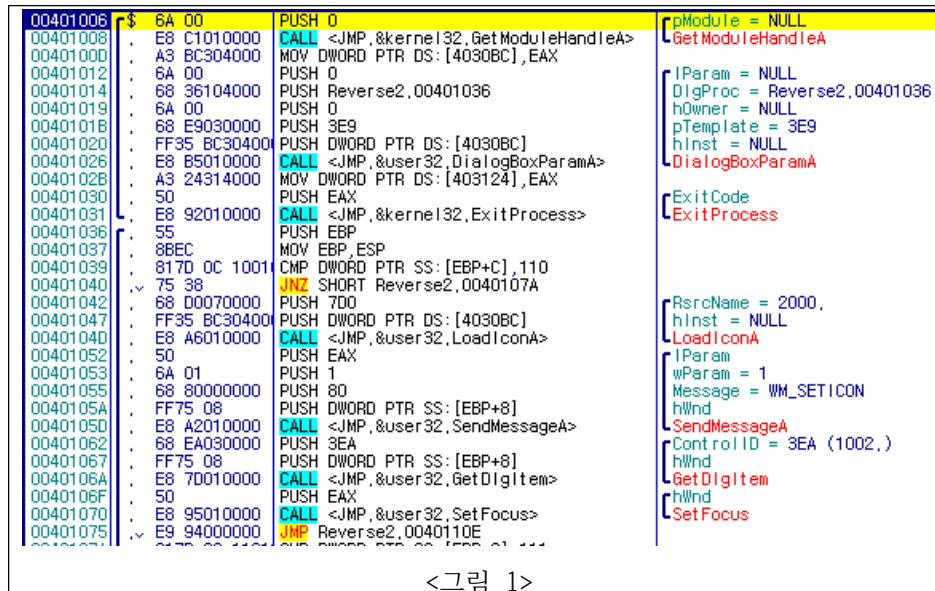 00401006 $ 6A 00 PUSH 0 pModule = NULL
00401008 . E8 C1010000 CALL <JMP,&kernel32,GetModuleHandleA> GetModuleHandleA
0040100D . A3 BC304000 MOV DWORD PTR DS:[4030BC],EAX
00401012 . 6A 00 PUSH 0 lParam = NULL
00401014 . 68 36104000 PUSH Reverse2,00401036 DlgProc = Reverse2,00401036
00401019 . 6A 00 PUSH 0 hOwner = NULL
0040101B . 68 E9030000 PUSH 3E9 pTemplate = 3E9
00401020 . FF35 BC30400 PUSH DWORD PTR DS:[4030BC] hInst = NULL
00401026 . E8 B5010000 CALL <JMP,&user32,DialogBoxParamA> DialogBoxParamA
0040102B . A3 24314000 MOV DWORD PTR DS:[403124],EAX
00401030 . 50 PUSH EAX ExitCode
00401031 . E8 92010000 CALL <JMP,&kernel32,ExitProcess> ExitProcess
00401036 . 55 PUSH EBP
00401037 . 8BEC MOV EBP,ESP
00401039 . 817D 0C 1001 CMP DWORD PTR SS:[EBP+C],110
00401040 .v 75 38 JNZ SHORT Reverse2,0040107A
00401042 . 68 D0070000 PUSH 7D0 RsrcName = 2000,
00401047 . FF35 BC30400 PUSH DWORD PTR DS:[4030BC] hInst = NULL
0040104D . E8 A6010000 CALL <JMP,&user32,LoadIconA> LoadIconA
00401052 . 50 PUSH EAX lParam
00401053 . 6A 01 PUSH 1 wParam = 1
00401055 . 68 80000000 PUSH 80 Message = WM_SETICON
0040105A . FF75 08 PUSH DWORD PTR SS:[EBP+8] hWnd
0040105D . E8 A2010000 CALL <JMP,&user32,SendMessageA> SendMessageA
00401062 . 68 EA030000 PUSH 3EA ControlID = 3EA (1002,)
00401067 . FF75 08 PUSH DWORD PTR SS:[EBP+8] hWnd
0040106A . E8 7D010000 CALL <JMP,&user32,GetDlgItem> GetDlgItem
0040106F . 50 PUSH EAX hWnd
00401070 . E8 95010000 CALL <JMP,&user32,SetFocus> SetFocus
00401075 .v E9 94000000 JMP Reverse2,0040110E
<그림 1>